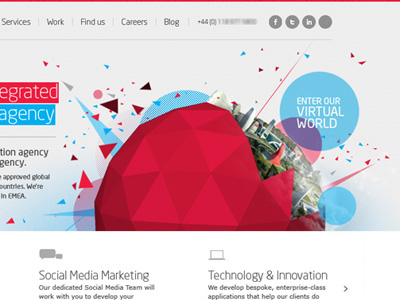 Services
Work
Find us
Careers
Blog
+44 (0)
egrated
agency
tion agency
gency.
e approved global
ountries. We're
n EMEA.
ENTER OUR
VIRTUAL
WORLD
Social Media Marketing
Our dedicated Social Media Team will
work with you to develop your
Technology & Innovation
We develop bespoke, enterprise-class
applications that help our clients do